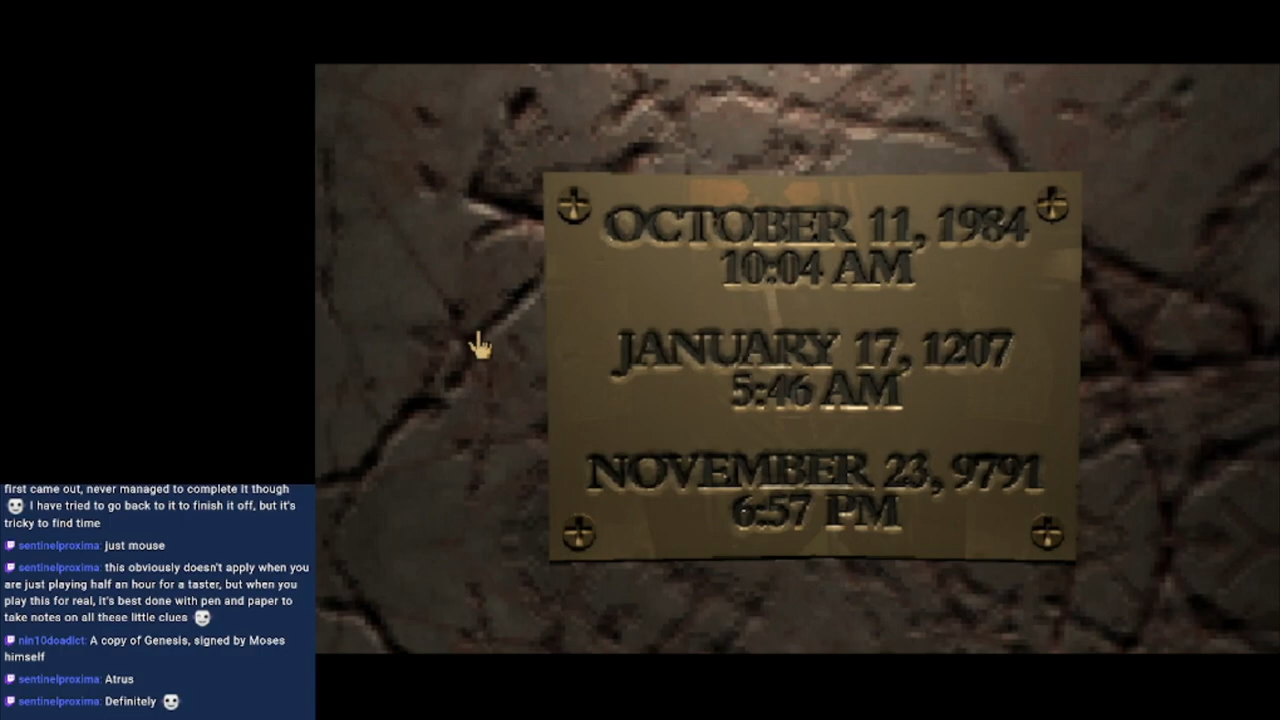 OCTOBER 11, 1984
10:04 AM
JANUARY 17, 1207
5:46 AM
NOVEMBER 23, 9791
6:57 PM
first came out, never managed to complete it though
I have tried to go back to it to finish it off, but it's
tricky to find time
sentinelproxima: just mouse
sentinelproxima: this obviously doesn't apply when you
are just playing half an hour for a taster, but when you
play this for real, it's best done with pen and paper to
take notes on all these little clues
nin10doadict: A copy of Genesis, signed by Moses
himself
sentinelproxima: Atrus
sentinelproxima: Definitely